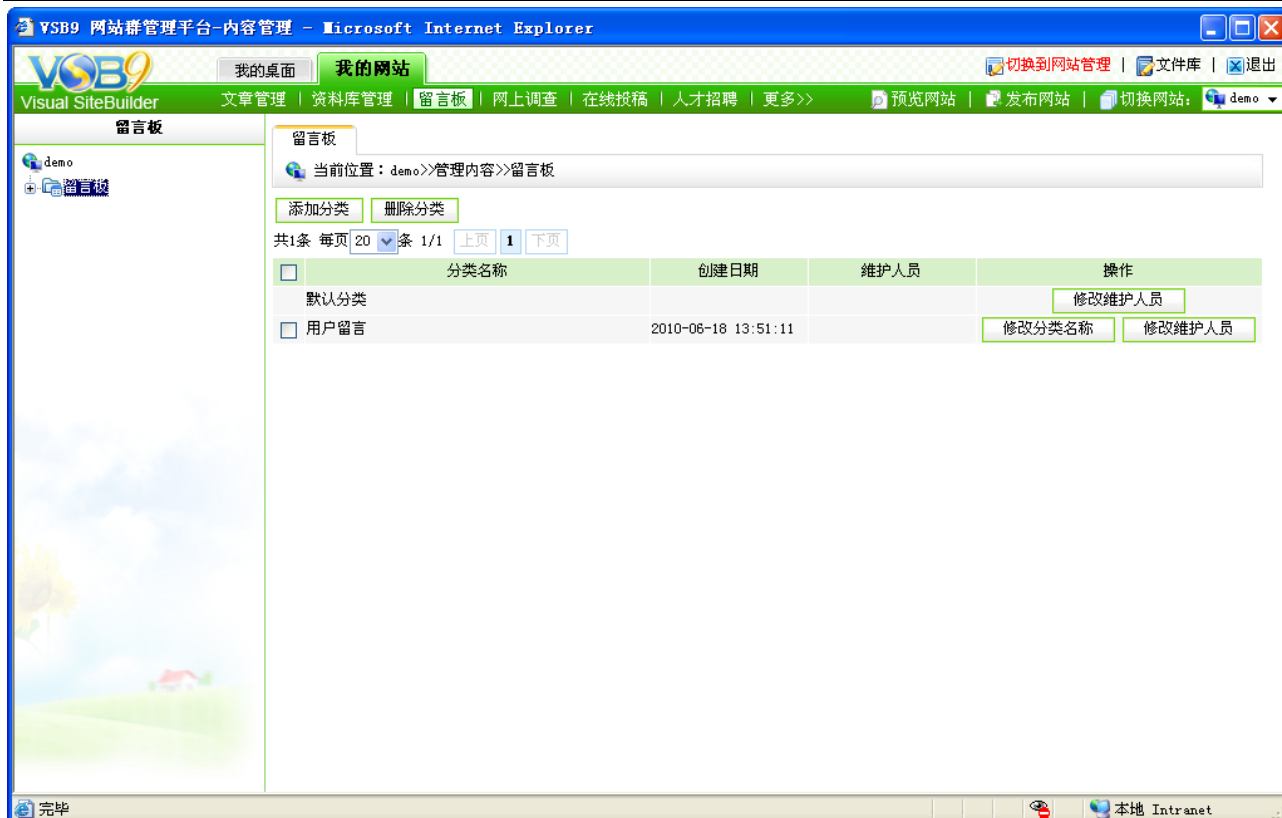 VSB9 网站群管理平台-内容管理 - Microsoft Internet Explorer
VSB9 我的桌面 我的网站 切换到网站管理 | 文件库 | 退出
Visual SiteBuilder 文章管理 | 资料库管理 | 留言板 | 网上调查 | 在线投稿 | 人才招聘 | 更多>> 预览网站 | 发布网站 | 切换网站: demo
留言板 留言板
demo 当前位置：demo>>管理内容>>留言板
留言板
添加分类 删除分类
共1条 每页 20 条 1/1 上页 1 下页
分类名称 创建日期 维护人员 操作
默认分类 修改维护人员
用户留言 2010-06-18 13:51:11 修改分类名称 修改维护人员
完毕 本地 Intranet